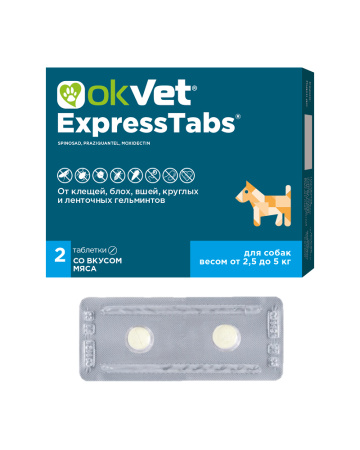 okvet®
ExpressTabs®
SPINOSAD, PRAZIQUANTEL, MOXIDECTIN
От клещей, блох, вшей, круглых
и ленточных гельминтов
2 таблетки
СО ВКУСОМ
МЯСА
для собак
весом от 2,5 до 5 кг